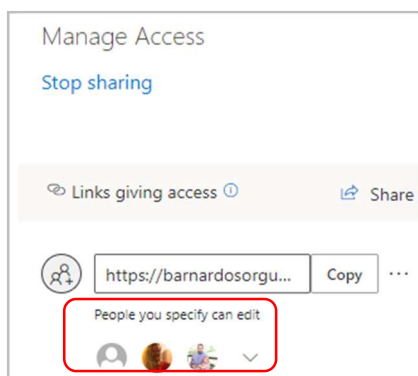 Manage Access
Stop sharing
Links giving access
Share
https://barnardosorgu... Copy ...
People you specify can edit